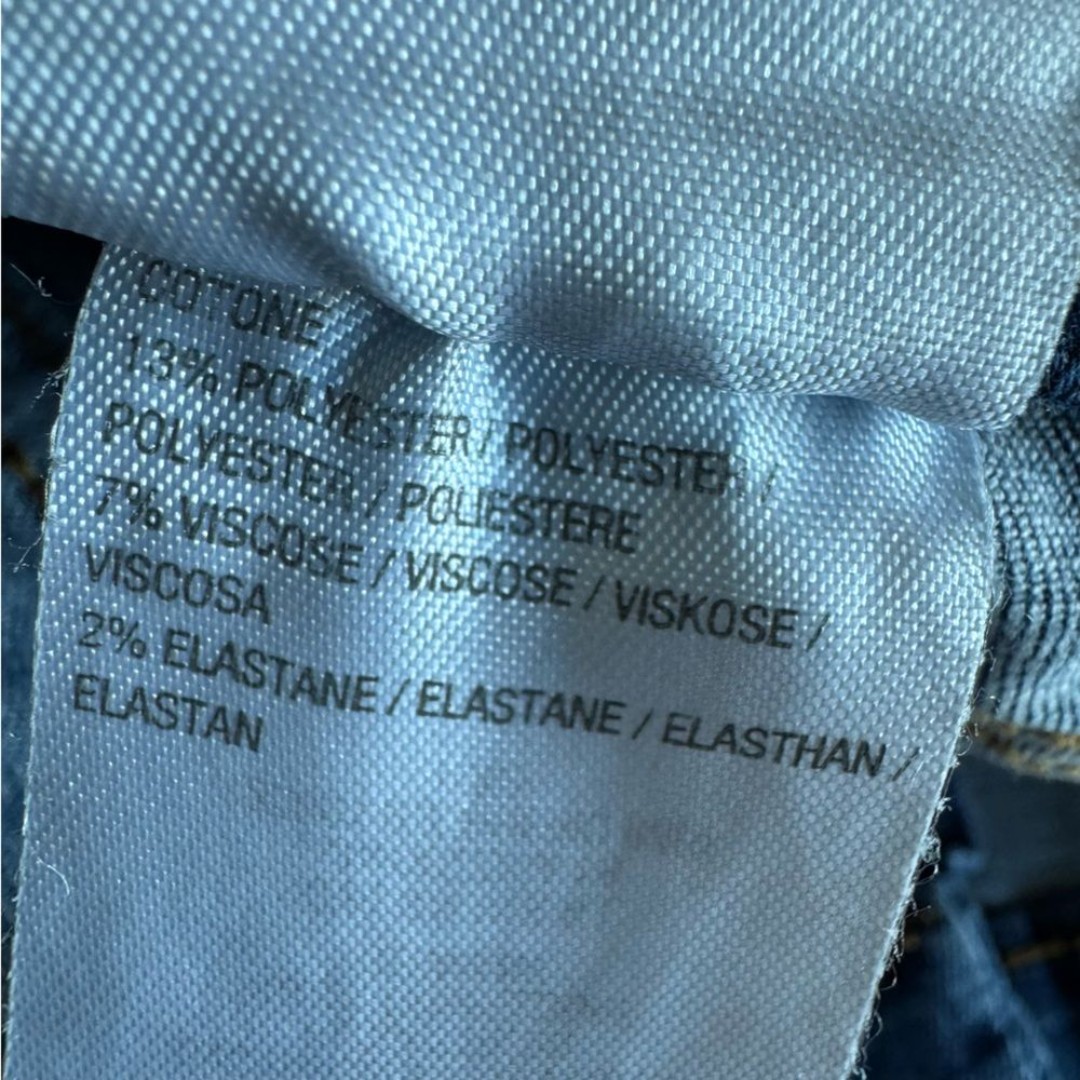 COTONE
13% POLYESTER / POLYESTER /
POLYESTER / POLIESTERE
7% VISCOSE / VISCOSE / VISKOSE /
VISCOSA
2% ELASTANE / ELASTANE / ELASTHAN /
ELASTAN